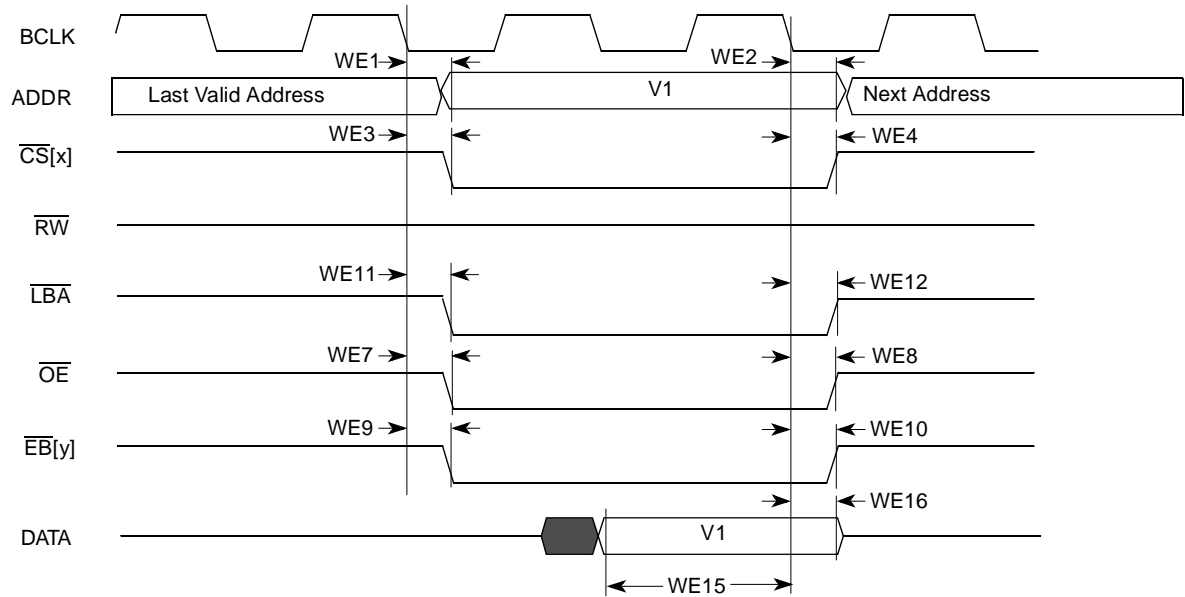 BCLK
WE1 WE2
ADDR Last Valid Address V1 Next Address
WE3 WE4
CS[x]
RW
WE11 WE12
LBA
WE7 WE8
OE
WE9 WE10
EB[y]
WE16
DATA V1
WE15